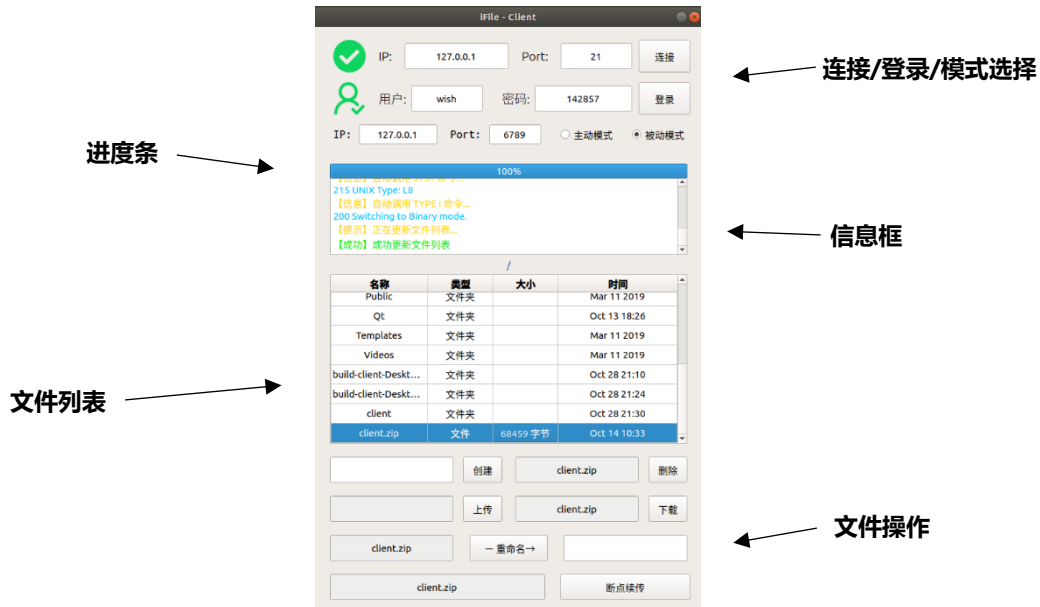 iFile - Client
IP: 127.0.0.1 Port: 21 连接
用户: wish 密码: 142857 登录
IP: 127.0.0.1 Port: 6789 主动模式 被动模式
连接/登录/模式选择
进度条
100%
215 UNIX Type: L8
【信息】自动调用 TYPE I 命令...
200 Switching to Binary mode.
【提示】正在更新文件列表...
【成功】成功更新文件列表
信息框
/
名称 类型 大小 时间
Public 文件夹 Mar 11 2019
Qt 文件夹 Oct 13 18:26
Templates 文件夹 Mar 11 2019
Videos 文件夹 Mar 11 2019
build-client-Deskt... 文件夹 Oct 28 21:10
build-client-Deskt... 文件夹 Oct 28 21:24
client 文件夹 Oct 28 21:30
client.zip 文件 68459 字节 Oct 14 10:33
文件列表
创建 client.zip 删除
上传 client.zip 下载
client.zip — 重命名→
client.zip 断点续传
文件操作